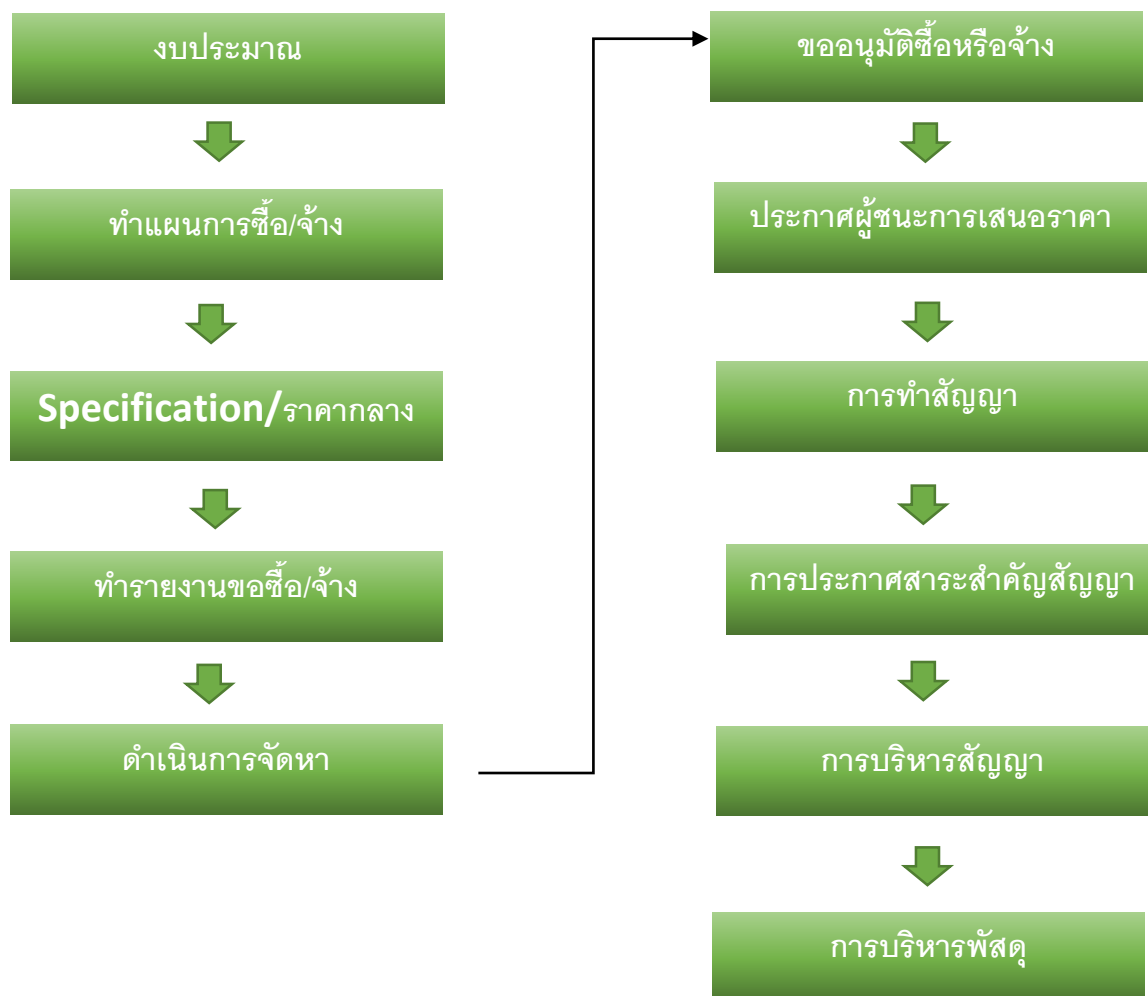 งบประมาณ
ทำแผนการซื้อ/จ้าง
Specification/ราคากลาง
ทำรายงานขอซื้อ/จ้าง
ดำเนินการจัดหา
ขออนุมัติซื้อหรือจ้าง
ประกาศผู้ชนะการเสนอราคา
การทำสัญญา
การประกาศสาระสำคัญสัญญา
การบริหารสัญญา
การบริหารพัสดุ